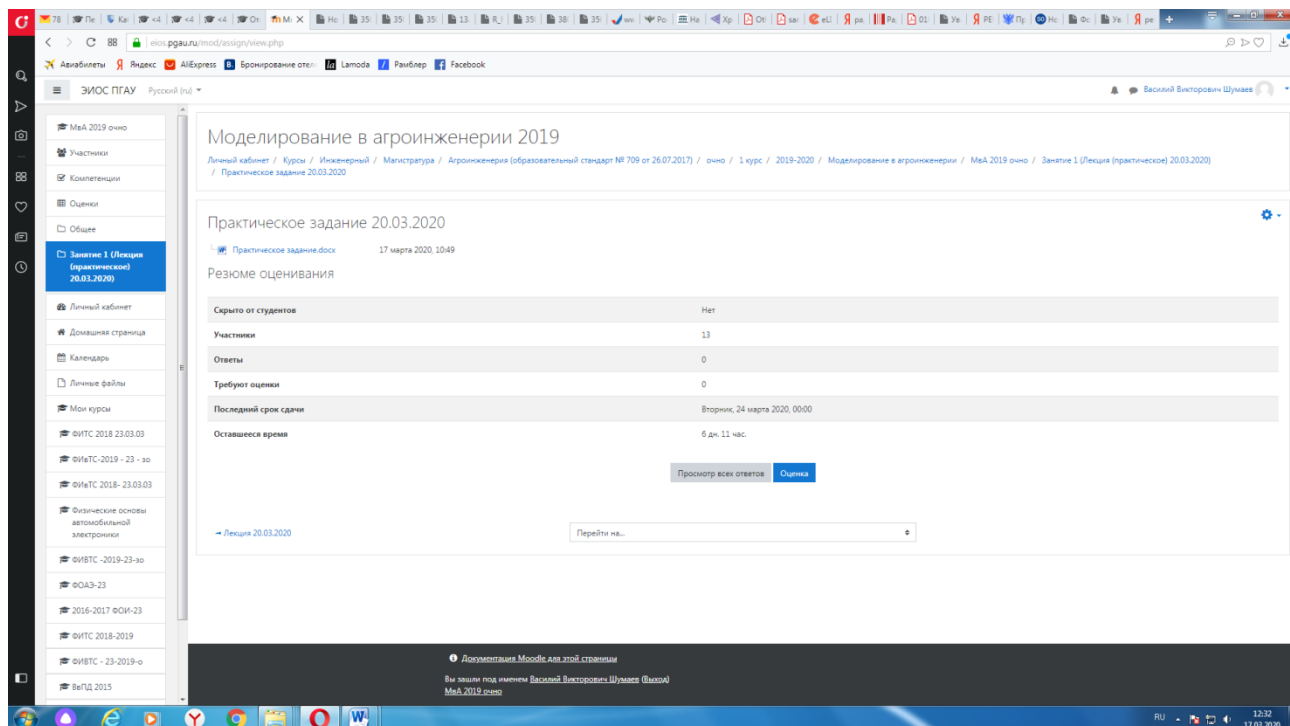 78
88
eios.pgau.ru/mod/assign/view.php
Авиабилеты Яндекс AliExpress Бронирование отел Lamoda Рамблер Facebook
ЭИОС ПГАУ Русский (ru)
Василий Викторович Шумаев
МвА 2019 очно
Участники
Компетенции
Оценки
Общее
Занятие 1 (Лекция
(практическое)
20.03.2020)
Личный кабинет
Домашняя страница
Календарь
Личные файлы
Мои курсы
ФИТС 2018 23.03.03
ФИвТС-2019 - 23 - зо
ФИвТС 2018- 23.03.03
Физические основы
автомобильной
электроники
ФИВТС -2019-23-зо
ФОАЭ-23
2016-2017 ФОИ-23
ФИТС 2018-2019
ФИВТС - 23-2019-о
ВвПД 2015
Моделирование в агроинженерии 2019
Личный кабинет / Курсы / Инженерный / Магистратура / Агроинженерия (образовательный стандарт № 709 от 26.07.2017) / очно / 1 курс / 2019-2020 / Моделирование в агроинженерии / МвА 2019 очно / Занятие 1 (Лекция (практическое) 20.03.2020)
/ Практическое задание 20.03.2020
Практическое задание 20.03.2020
Практическое задание.docx 17 марта 2020, 10:49
Резюме оценивания
Скрыто от студентов Нет
Участники 13
Ответы 0
Требуют оценки 0
Последний срок сдачи Вторник, 24 марта 2020, 00:00
Оставшееся время 6 дн. 11 час.
Просмотр всех ответов Оценка
→ Лекция 20.03.2020 Перейти на...
Документация Moodle для этой страницы
Вы зашли под именем Василий Викторович Шумаев (Выход)
МвА 2019 очно
RU 12:32
17.03.2020